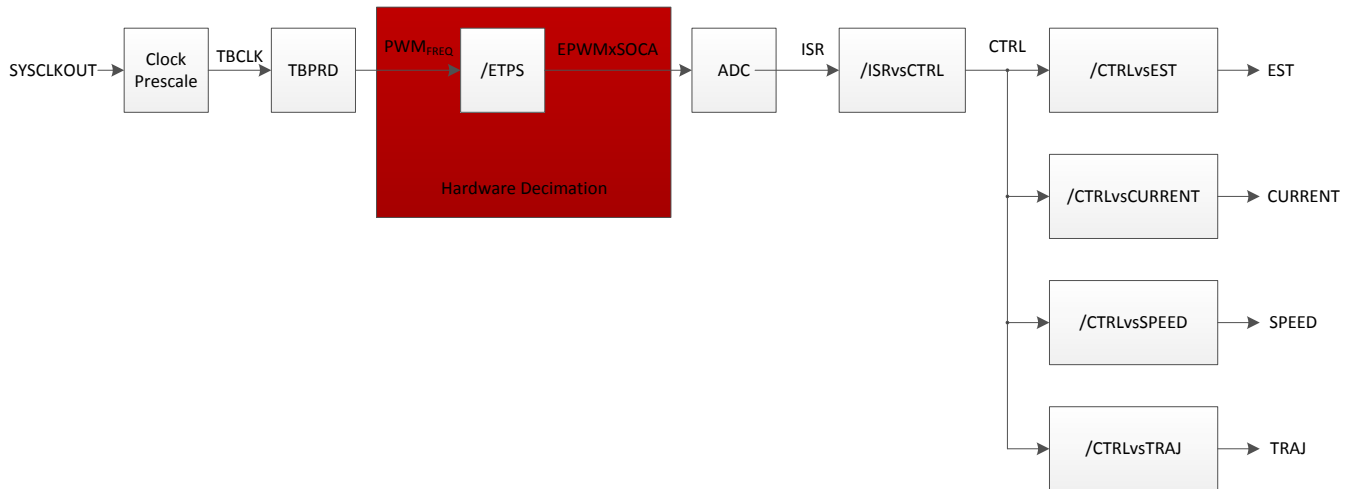 SYSCLKOUT
Clock
Prescale
TBCLK
TBPRD
PWMFREQ
/ETPS
EPWMxSOCA
Hardware Decimation
ADC
ISR
/ISRvsCTRL
CTRL
/CTRLvsEST
EST
/CTRLvsCURRENT
CURRENT
/CTRLvsSPEED
SPEED
/CTRLvsTRAJ
TRAJ